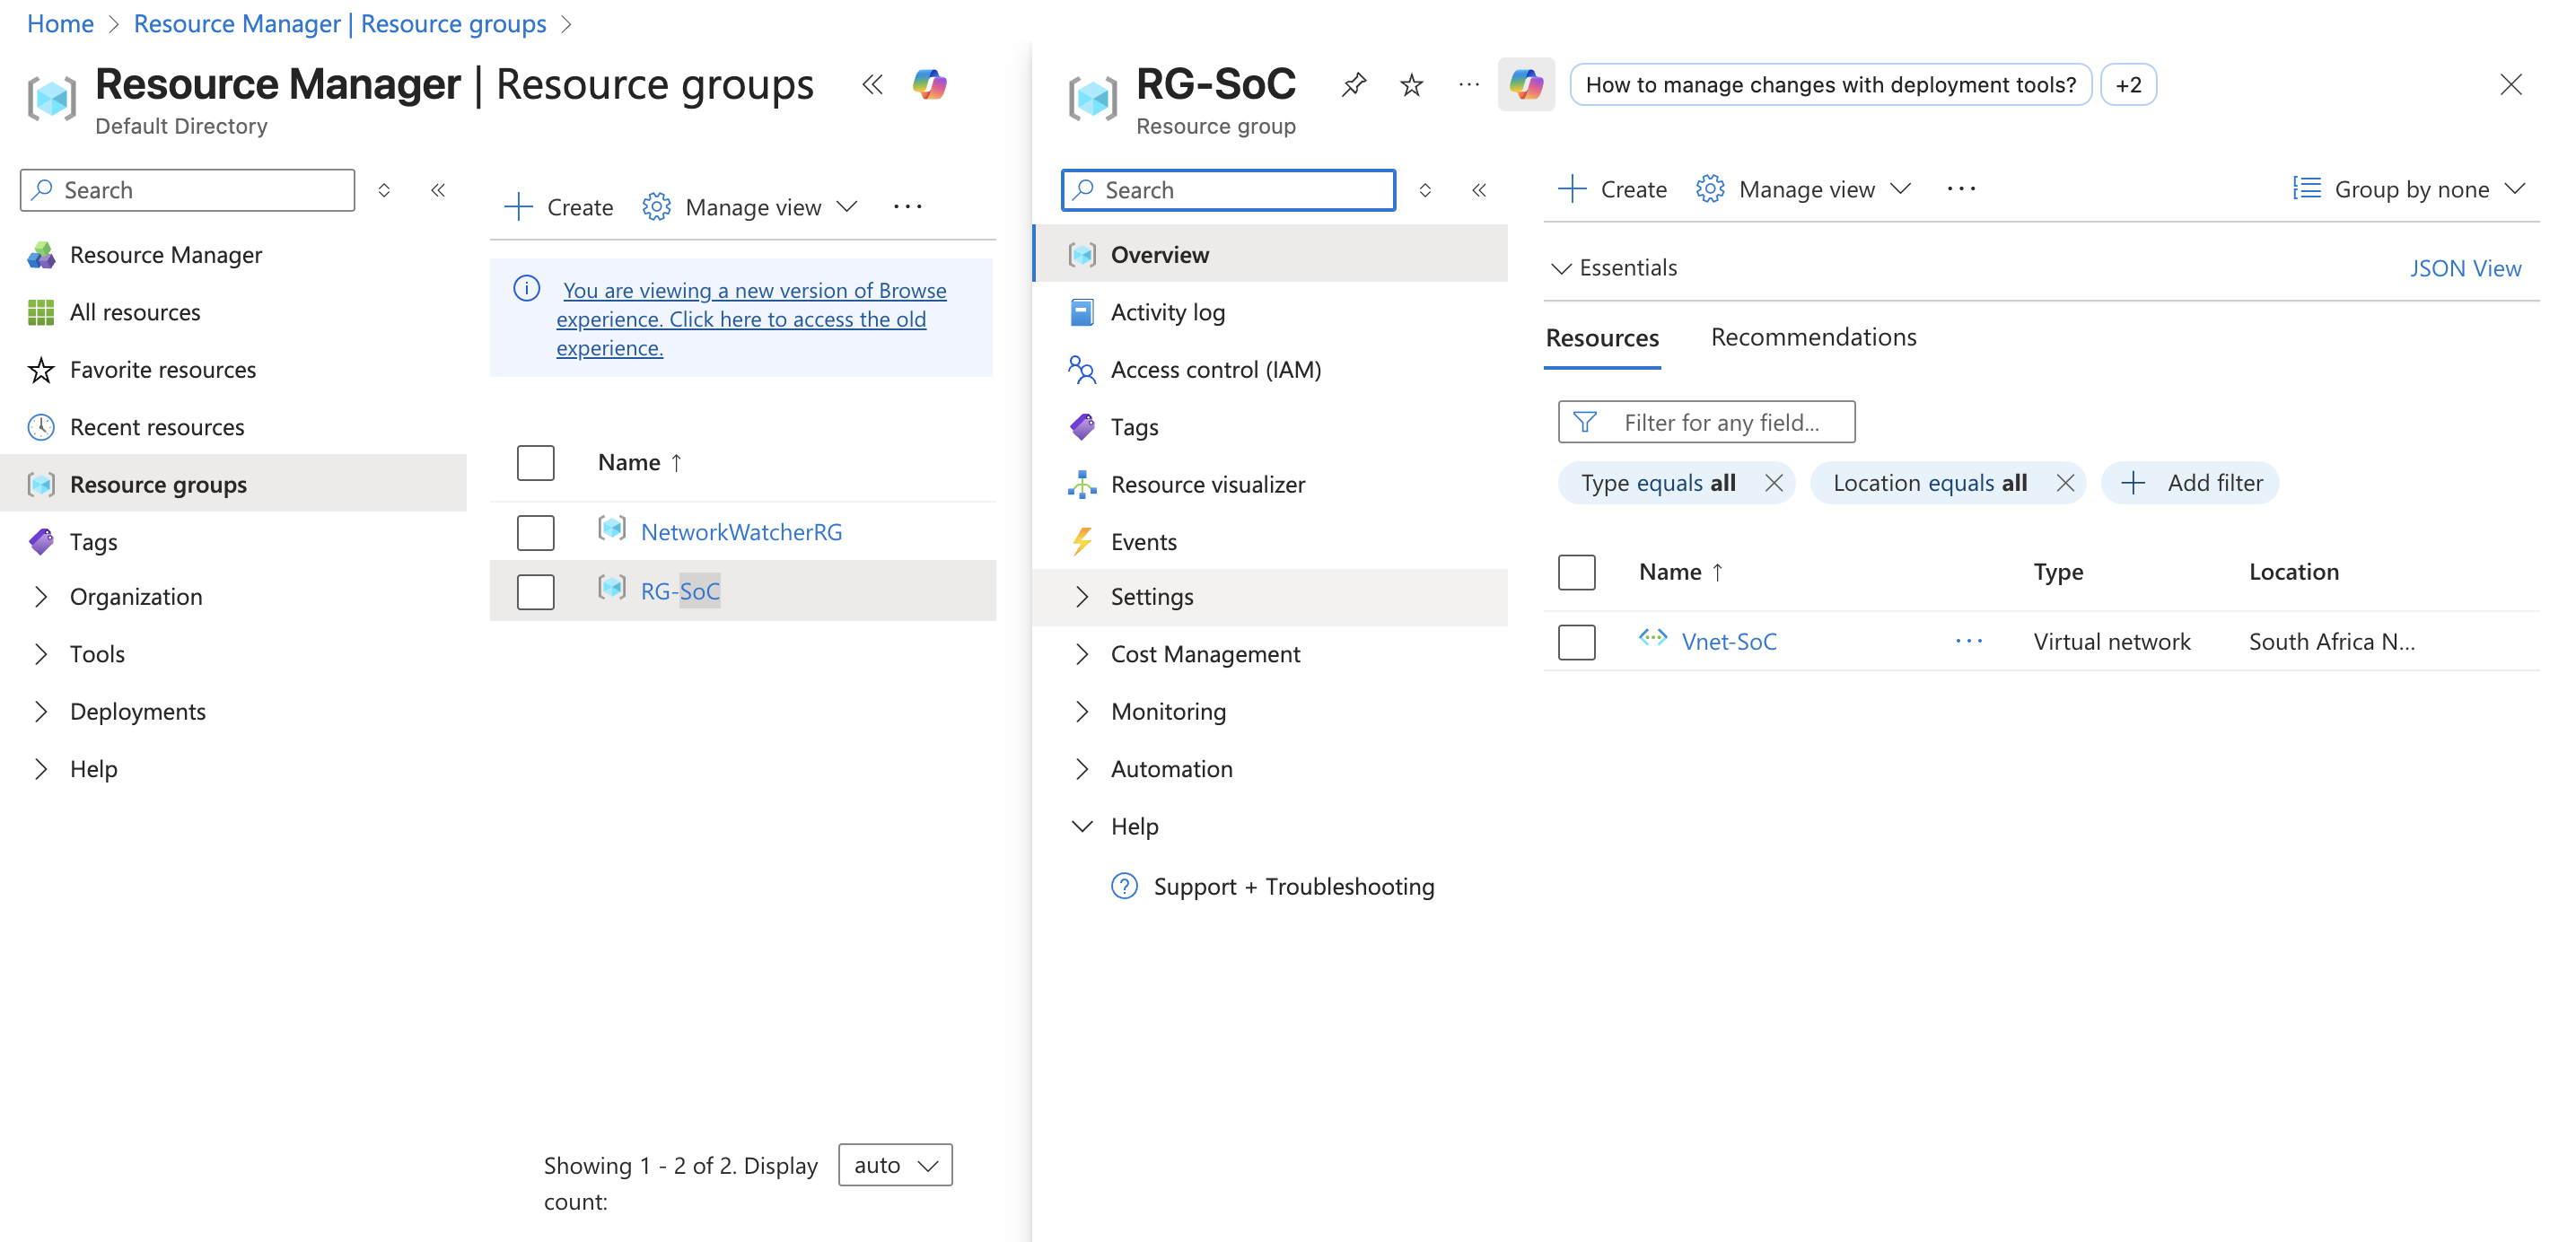 Home > Resource Manager | Resource groups >
Resource Manager | Resource groups
Default Directory
Search
Resource Manager
All resources
Favorite resources
Recent resources
Resource groups
Tags
Organization
Tools
Deployments
Help
Create
Manage view
You are viewing a new version of Browse
experience. Click here to access the old
experience.
Name ↑
NetworkWatcherRG
RG-SoC
Showing 1 - 2 of 2. Display
count:
auto
RG-SoC
Resource group
How to manage changes with deployment tools?
+2
Search
Overview
Activity log
Access control (IAM)
Tags
Resource visualizer
Events
Settings
Cost Management
Monitoring
Automation
Help
Support + Troubleshooting
Create
Manage view
Group by none
Essentials
JSON View
Resources
Recommendations
Filter for any field...
Type equals all
Location equals all
Add filter
Name ↑ Type Location
Vnet-SoC ··· Virtual network South Africa N...